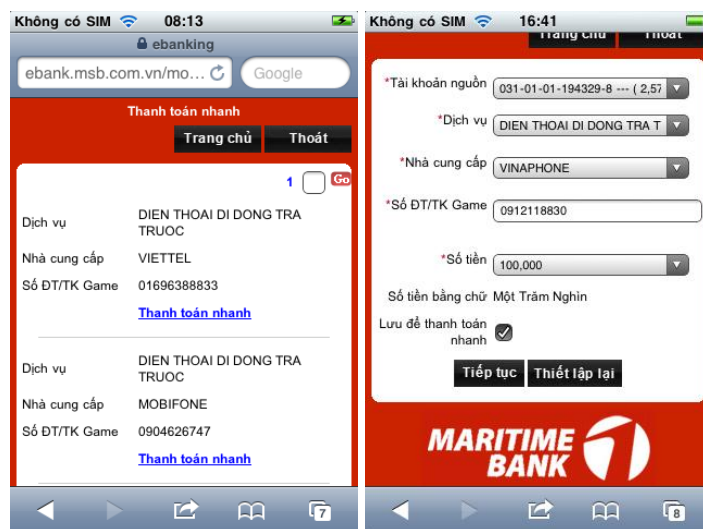 Không có SIM 08:13
ebanking
ebank.msb.com.vn/mo... Google
Thanh toán nhanh
Trang chủ Thoát
1 Go
Dịch vụ DIEN THOAI DI DONG TRA
TRUOC
Nhà cung cấp VIETTEL
Số ĐT/TK Game 01696388833
Thanh toán nhanh
Dịch vụ DIEN THOAI DI DONG TRA
TRUOC
Nhà cung cấp MOBIFONE
Số ĐT/TK Game 0904626747
Thanh toán nhanh
7
Không có SIM 16:41
Trang chủ Thoát
*Tài khoản nguồn 031-01-01-194329-8 --- ( 2,57
*Dịch vụ DIEN THOAI DI DONG TRA T
*Nhà cung cấp VINAPHONE
*Số ĐT/TK Game 0912118830
*Số tiền 100,000
Số tiền bằng chữ Một Trăm Nghìn
Lưu để thanh toán
nhanh
Tiếp tục Thiết lập lại
MARITIME
BANK
8